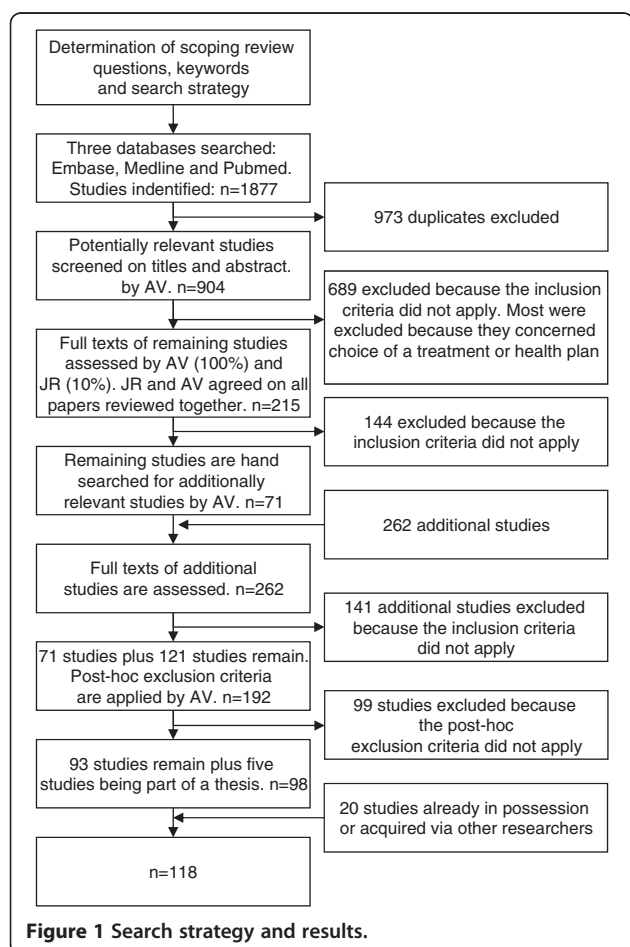 Determination of scoping review
questions, keywords
and search strategy
Three databases searched:
Embase, Medline and Pubmed.
Studies indentified: n=1877
973 duplicates excluded
Potentially relevant studies
screened on titles and abstract.
by AV. n=904
689 excluded because the inclusion
criteria did not apply. Most were
excluded because they concerned
choice of a treatment or health plan
Full texts of remaining studies
assessed by AV (100%) and
JR (10%). JR and AV agreed on all
papers reviewed together. n=215
144 excluded because the
inclusion criteria did not apply
Remaining studies are hand
searched for additionally
relevant studies by AV. n=71
262 additional studies
Full texts of additional
studies are assessed. n=262
141 additional studies excluded
because the inclusion criteria
did not apply
71 studies plus 121 studies remain.
Post-hoc exclusion criteria
are applied by AV. n=192
99 studies excluded because
the post-hoc
exclusion criteria did not apply
93 studies remain plus five
studies being part of a thesis. n=98
20 studies already in possession
or acquired via other researchers
n=118
Figure 1 Search strategy and results.